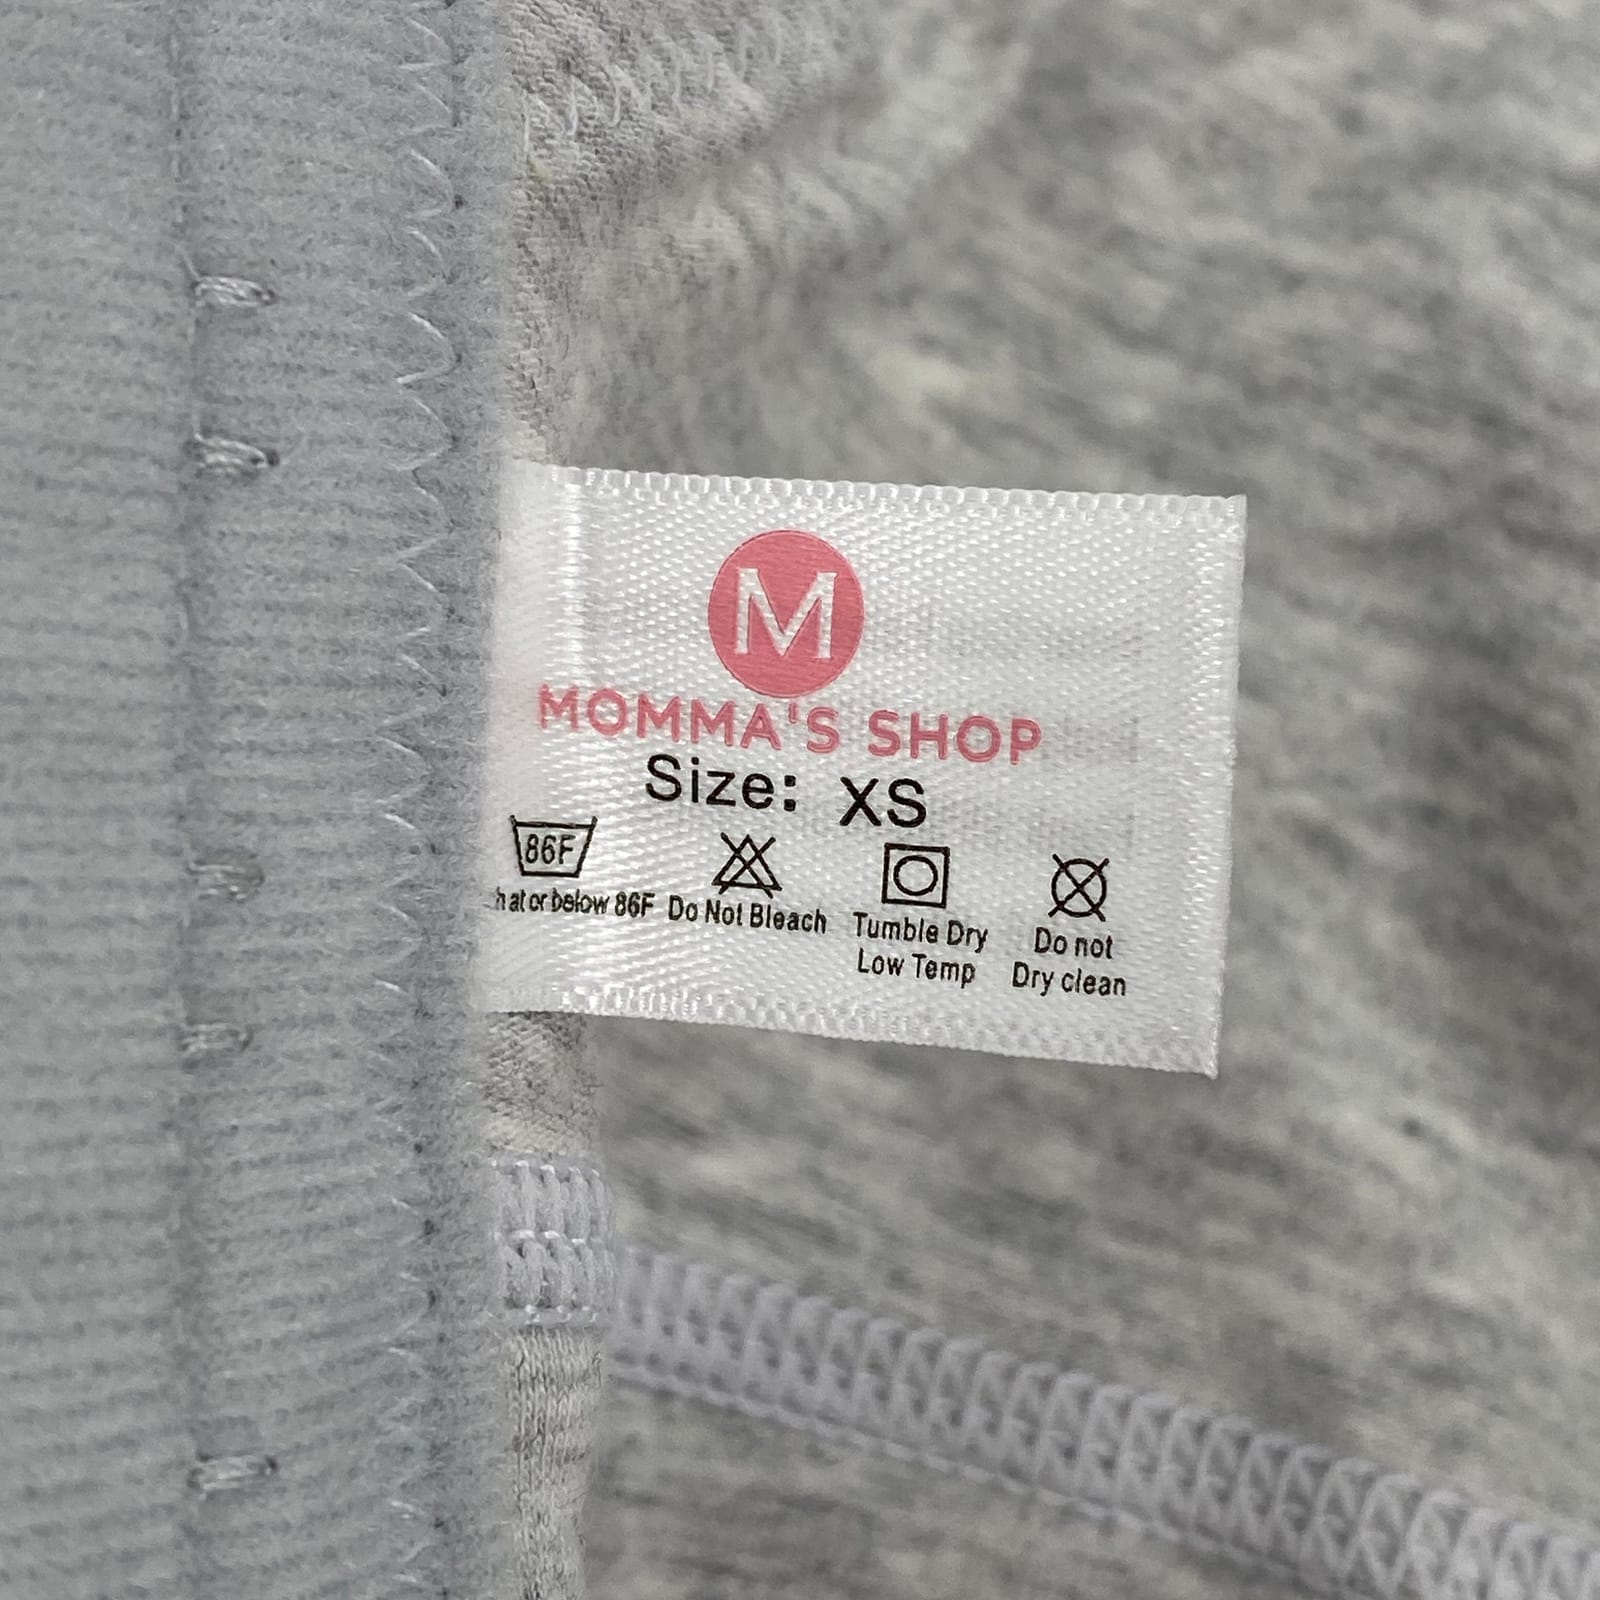 M
MOMMA'S SHOP
Size: XS
86F
at or below 86F
Do Not Bleach
Tumble Dry
Low Temp
Do not
Dry clean